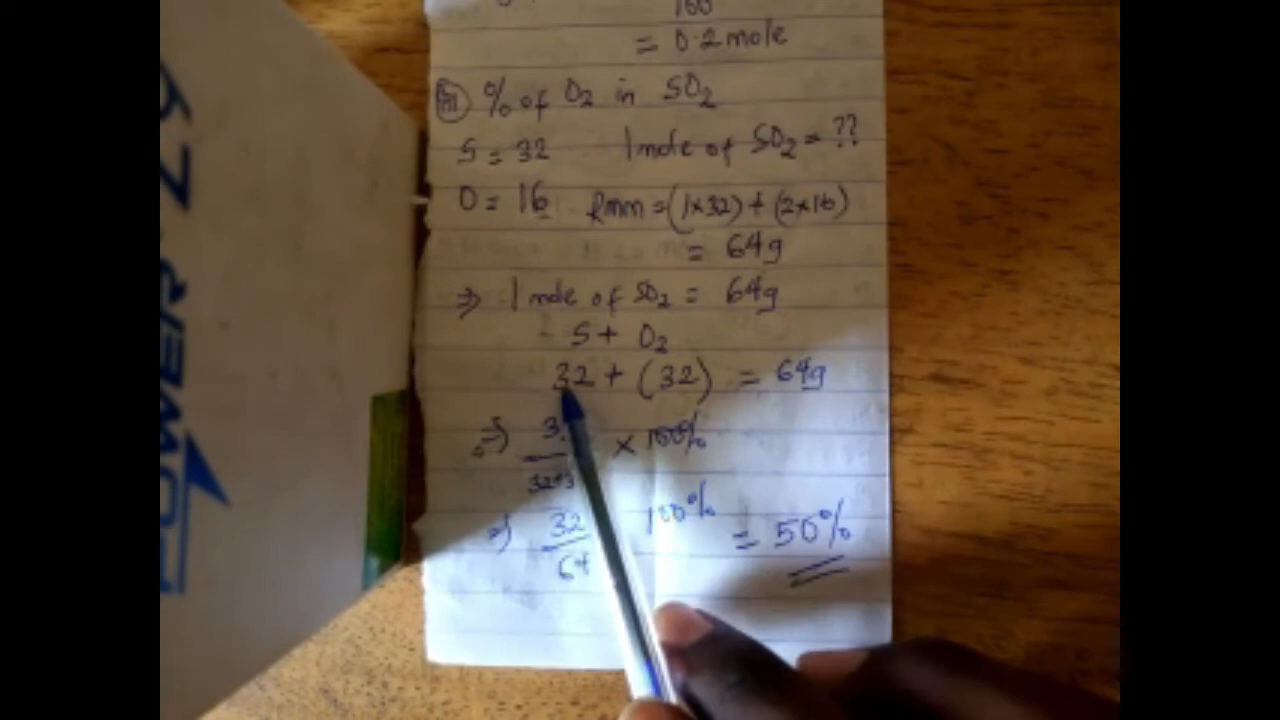 100
= 0.2 mole
(iii) % of O₂ in SO₂
S = 32 1 mole of SO₂ = ??
O = 16 Rmm = (1×32) + (2×16)
= 64g
⇒ 1 mole of SO₂ = 64g
S + O₂
32 + (32) = 64g
× 100%
⇒ 32/64 100% = 50%